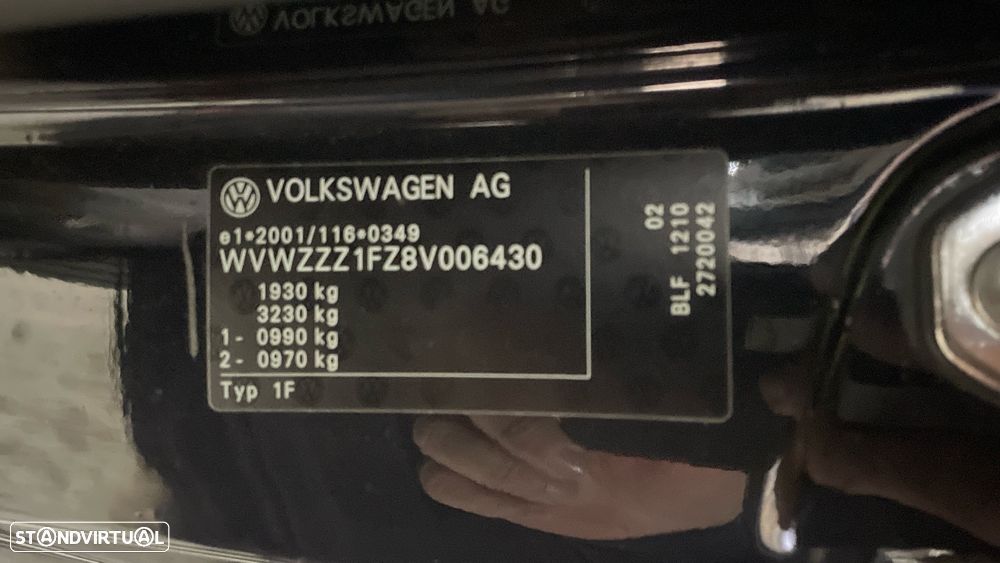 VOLKSWAGEN AG
VOLKSWAGEN AG
e1*2001/116*0349
WVWZZZ1FZ8V006430
1930 kg
3230 kg
1- 0990 kg
2- 0970 kg
Typ 1F
02
BLF 1210
2720042
STANDVIRTUAL